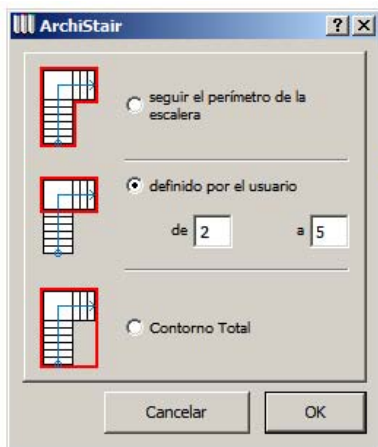 ArchiStair
seguir el perímetro de la
escalera
definido por el usuario
de 2 a 5
Contorno Total
Cancelar OK